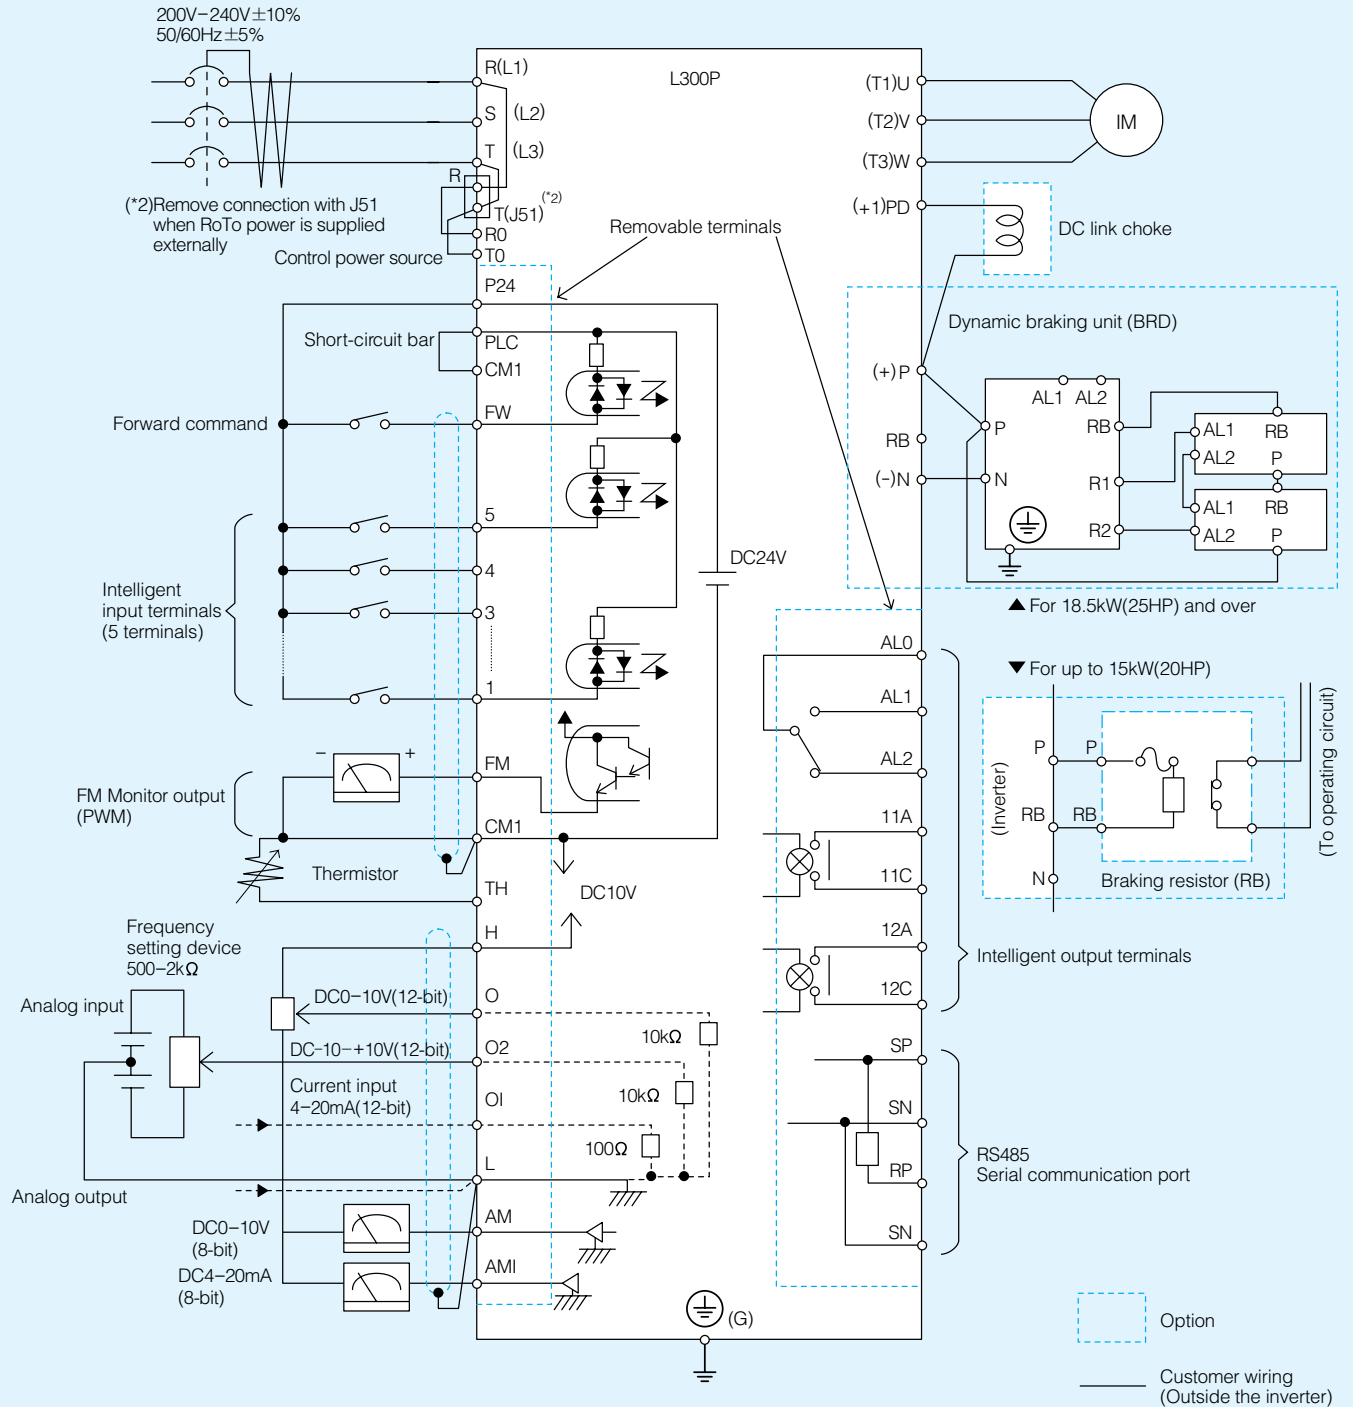 200V–240V±10%
50/60Hz±5%
R(L1)
S (L2)
T (L3)
R
T(J51)(*2)
R0
T0
(*2)Remove connection with J51
when RoTo power is supplied
externally
Control power source
L300P
(T1)U
(T2)V
(T3)W
IM
(+1)PD
DC link choke
Removable terminals
P24
Short-circuit bar
PLC
CM1
Forward command
FW
5
4
3
1
Intelligent
input terminals
(5 terminals)
DC24V
Dynamic braking unit (BRD)
(+)P
RB
(-)N
AL1 AL2
P
N
RB
R1
R2
AL1 RB
AL2 P
AL1 RB
AL2 P
▲ For 18.5kW(25HP) and over
▼ For up to 15kW(20HP)
(Inverter)
P
RB
N
P
RB
Braking resistor (RB)
(To operating circuit)
– +
FM
FM Monitor output
(PWM)
CM1
Thermistor
TH
DC10V
AL0
AL1
AL2
11A
11C
12A
12C
Intelligent output terminals
Frequency
setting device
500–2kΩ
H
Analog input
DC0–10V(12-bit)
O
DC-10–+10V(12-bit)
O2
Current input
4–20mA(12-bit)
OI
10kΩ
10kΩ
100Ω
L
Analog output
DC0–10V
(8-bit)
AM
DC4–20mA
(8-bit)
AMI
SP
SN
RP
SN
RS485
Serial communication port
(G)
Option
Customer wiring
(Outside the inverter)